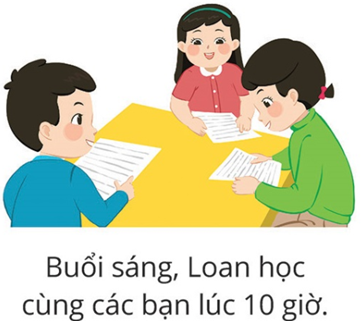 Buổi sáng, Loan học
cùng các bạn lúc 10 giờ.